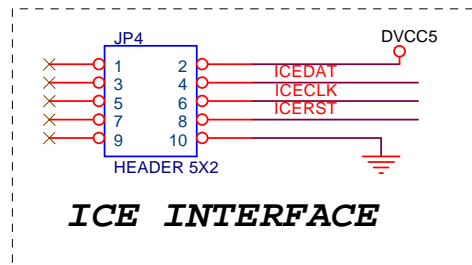 JP4
DVCC5
1 2
ICEDAT
3 4
ICECLK
5 6
ICERST
7 8
9 10
HEADER 5X2
ICE INTERFACE